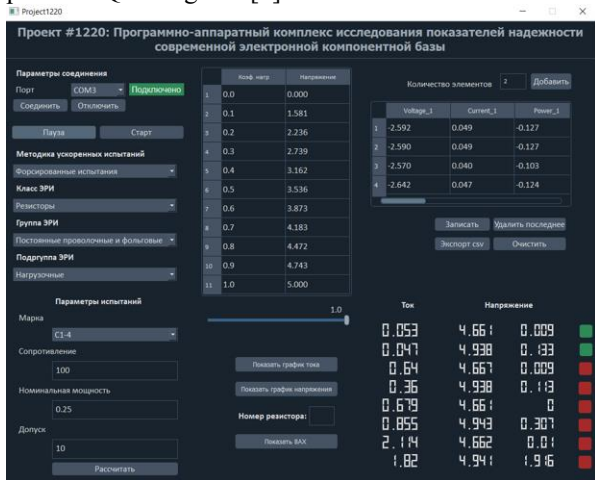 Project1220
Проект #1220: Программно-аппаратный комплекс исследования показателей надежности
современной электронной компонентной базы
Параметры соединения
Порт COM3 Подключено
Соединить Отключить
Пауза Старт
Методика ускоренных испытаний
Форсированные испытания
Класс ЭРИ
Резисторы
Группа ЭРИ
Постоянные проволочные и фольговые
Подгруппа ЭРИ
Нагрузочные
Параметры испытаний
Марка
С1-4
Сопротивление
100
Номинальная мощность
0.25
Допуск
10
Рассчитать
Коэф. нагр Напряжение
1 0.0 0.000
2 0.1 1.581
3 0.2 2.236
4 0.3 2.739
5 0.4 3.162
6 0.5 3.536
7 0.6 3.873
8 0.7 4.183
9 0.8 4.472
10 0.9 4.743
11 1.0 5.000
1.0
Показать график тока
Показать график напряжения
Номер резистора:
Показать ВАХ
Количество элементов 2 Добавить
Voltage_1 Current_1 Power_1
1 -2.592 0.049 -0.127
2 -2.590 0.049 -0.127
3 -2.570 0.040 -0.103
4 -2.642 0.047 -0.124
Записать Удалить последнее
Экспорт csv Очистить
Ток Напряжение
0.053 4.661 0.009
0.047 4.938 0.133
0.64 4.667 0.009
0.36 4.938 0.113
0.679 4.661 0
0.855 4.943 0.307
2.114 4.662 0.01
1.82 4.941 1.916